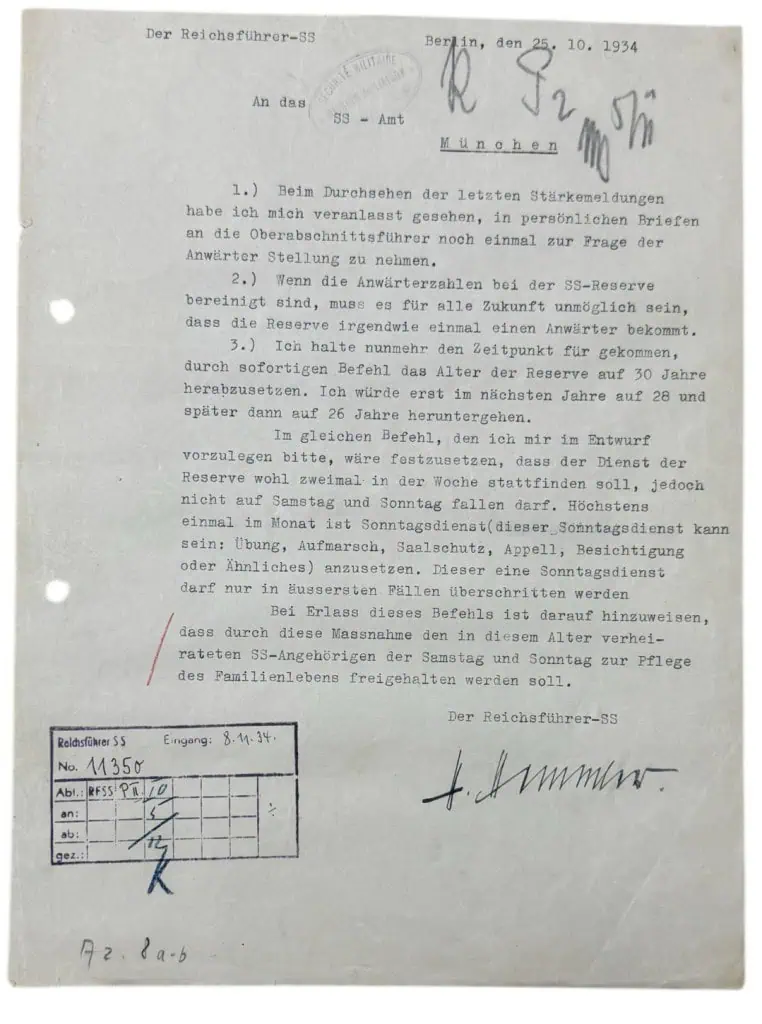 Der Reichsführer-SS
Berlin, den 25. 10. 1934
An das
SS - Amt
München
1.) Beim Durchsehen der letzten Stärkemeldungen
habe ich mich veranlasst gesehen, in persönlichen Briefen
an die Oberabschnittsführer noch einmal zur Frage der
Anwärter Stellung zu nehmen.
2.) Wenn die Anwärterzahlen bei der SS-Reserve
bereinigt sind, muss es für alle Zukunft unmöglich sein,
dass die Reserve irgendwie einmal einen Anwärter bekommt.
3.) Ich halte nunmehr den Zeitpunkt für gekommen,
durch sofortigen Befehl das Alter der Reserve auf 30 Jahre
herabzusetzen. Ich würde erst im nächsten Jahre auf 28 und
später dann auf 26 Jahre heruntergehen.
Im gleichen Befehl, den ich mir im Entwurf
vorzulegen bitte, wäre festzusetzen, dass der Dienst der
Reserve wohl zweimal in der Woche stattfinden soll, jedoch
nicht auf Samstag und Sonntag fallen darf. Höchstens
einmal im Monat ist Sonntagsdienst(dieser Sonntagsdienst kann
sein: Übung, Aufmarsch, Saalschutz, Appell, Besichtigung
oder Ähnliches) anzusetzen. Dieser eine Sonntagsdienst
darf nur in äussersten Fällen überschritten werden
Bei Erlass dieses Befehls ist darauf hinzuweisen,
dass durch diese Massnahme den in diesem Alter verhei-
rateten SS-Angehörigen der Samstag und Sonntag zur Pflege
des Familienlebens freigehalten werden soll.
Der Reichsführer-SS
H. Himmler.
Reichsführer SS Eingang: 8.11.34.
No. 11350
Abt.: RFSS P II
an:
ab:
gez.:
K
Az. 8a-b